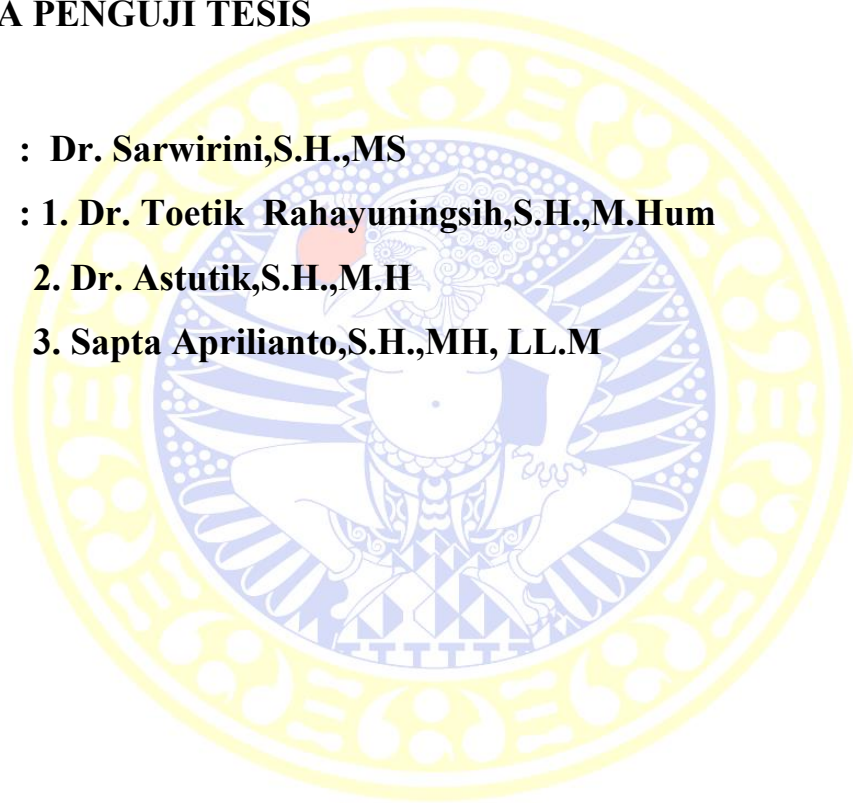 A PENGUJI TESIS
: Dr. Sarwirini,S.H.,MS
: 1. Dr. Toetik Rahayuningsih,S.H.,M.Hum
2. Dr. Astutik,S.H.,M.H
3. Sapta Aprilianto,S.H.,MH, LL.M